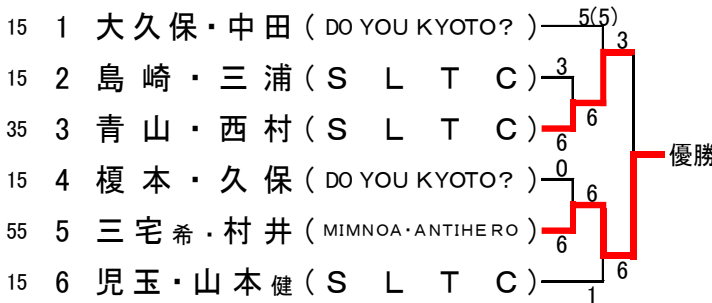 15 1 大久保・中田 ( DO YOU KYOTO? ) 5(5)
3
15 2 島崎・三浦 ( S L T C ) 3
6
35 3 青山・西村 ( S L T C ) 6
優勝
15 4 榎本・久保 ( DO YOU KYOTO? ) 0
6
55 5 三宅希・村井 ( MIMNOA・ANTIHERO ) 6
6
15 6 児玉・山本健 ( S L T C ) 1